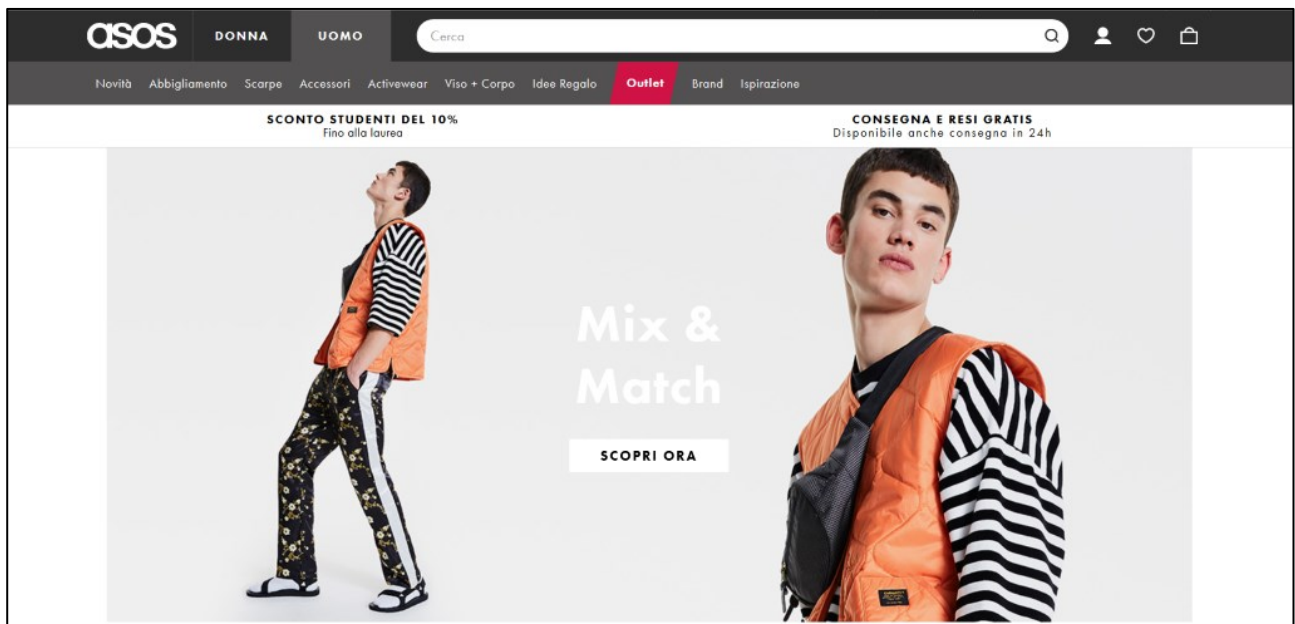 asos DONNA UOMO Cerca
Novità Abbigliamento Scarpe Accessori Activewear Viso + Corpo Idee Regalo Outlet Brand Ispirazione
SCONTO STUDENTI DEL 10%
Fino alla laurea
CONSEGNA E RESI GRATIS
Disponibile anche consegna in 24h
Mix &
Match
SCOPRI ORA